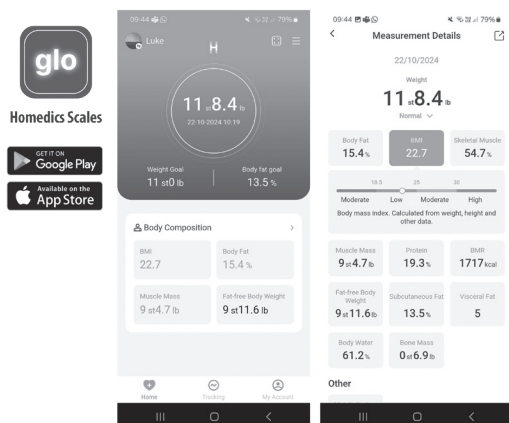 glo
Homedics Scales
GET IT ON
Google Play
Available on the
App Store
09:44
79%
Luke
H
11 st 8.4 lb
22-10-2024 10:19
Weight Goal
11 st0 lb
Body fat goal
13.5 %
Body Composition
BMI
22.7
Body Fat
15.4 %
Muscle Mass
9 st4.7 lb
Fat-free Body Weight
9 st11.6 lb
Home
Tracking
My Account
09:44
79%
Measurement Details
22/10/2024
Weight
11 st 8.4 lb
Normal
Body Fat
15.4 %
BMI
22.7
Skeletal Muscle
54.7 %
18.5 25 30
Moderate Low Moderate High
Body mass index. Calculated from weight, height and
other data.
Muscle Mass
9 st 4.7 lb
Protein
19.3 %
BMR
1717 kcal
Fat-free Body
Weight
9 st 11.6 lb
Subcutaneous Fat
13.5 %
Visceral Fat
5
Body Water
61.2 %
Bone Mass
0 st 6.9 lb
Other